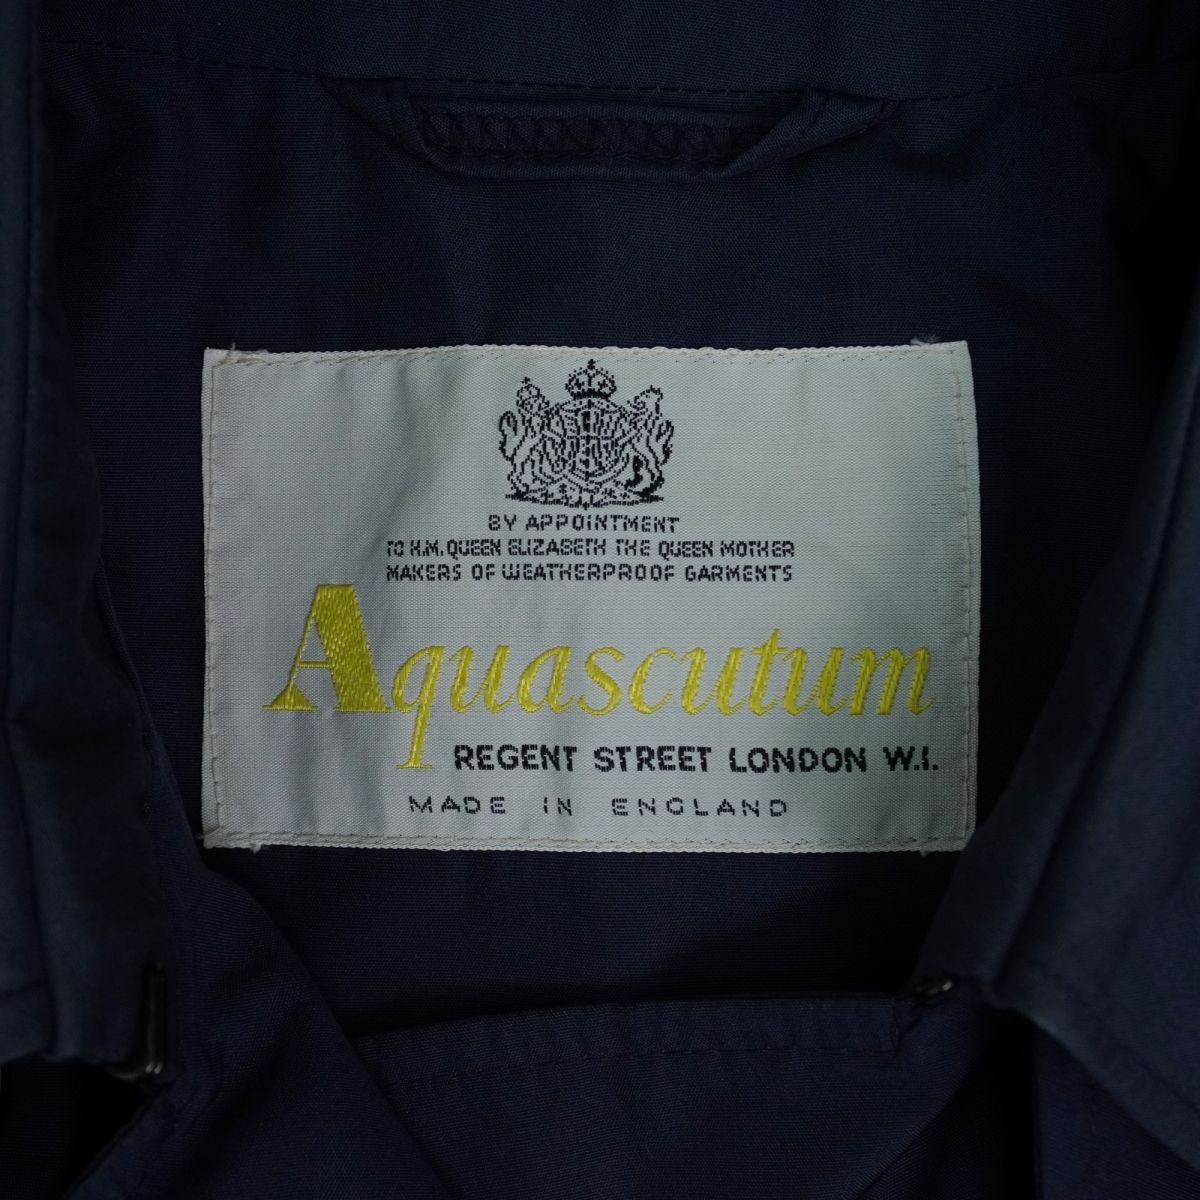 BY APPOINTMENT
TO H.M. QUEEN ELIZABETH THE QUEEN MOTHER
MAKERS OF WEATHERPROOF GARMENTS
Aquascutum
REGENT STREET LONDON W.1.
MADE IN ENGLAND